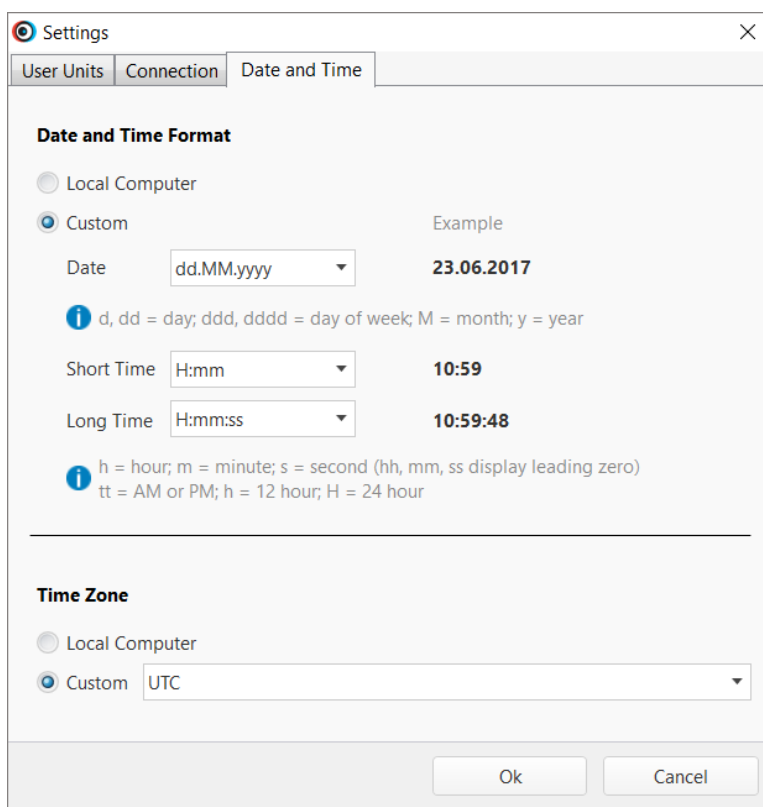 Settings
User Units Connection Date and Time
Date and Time Format
Local Computer
Custom Example
Date dd.MM.yyyy 23.06.2017
d, dd = day; ddd, dddd = day of week; M = month; y = year
Short Time H:mm 10:59
Long Time H:mm:ss 10:59:48
h = hour; m = minute; s = second (hh, mm, ss display leading zero)
tt = AM or PM; h = 12 hour; H = 24 hour
Time Zone
Local Computer
Custom UTC
Ok Cancel